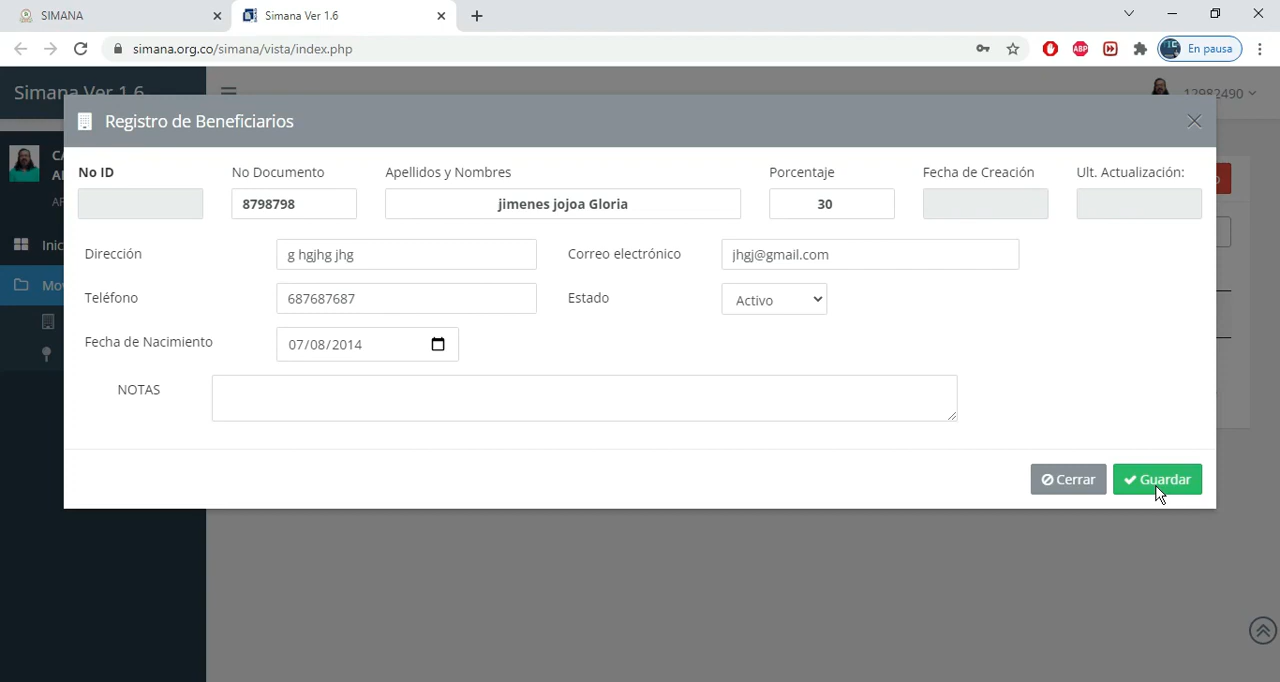 SIMANA
Simana Ver 1.6
simana.org.co/simana/vista/index.php
ABP
En pausa
Simana Ver 1.6
12982490
Registro de Beneficiarios
No ID
No Documento
Apellidos y Nombres
Porcentaje
Fecha de Creación
Ult. Actualización:
8798798
jimenes jojoa Gloria
30
Dirección
g hgjhg jhg
Correo electrónico
jhgj@gmail.com
Teléfono
687687687
Estado
Activo
Fecha de Nacimiento
07/08/2014
NOTAS
Cerrar
Guardar